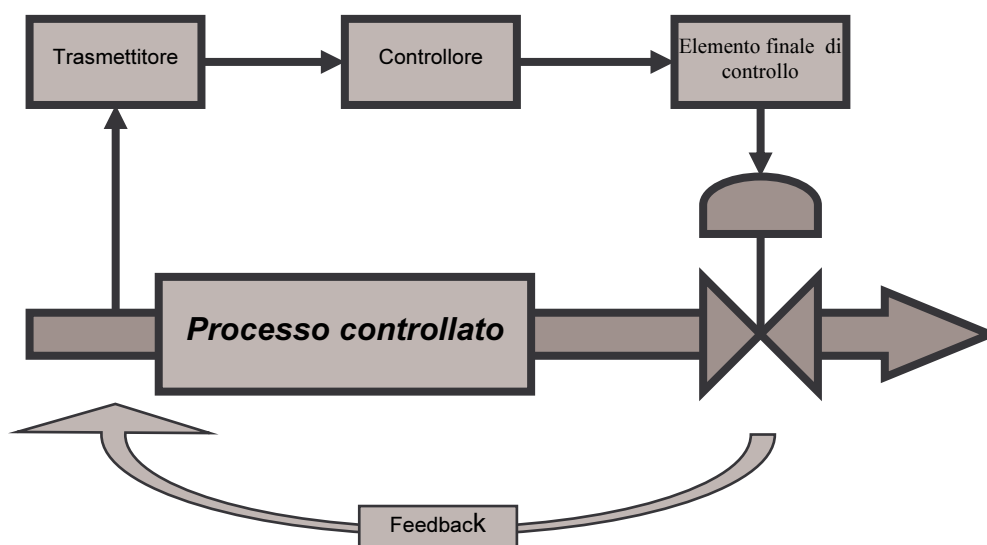 Trasmettitore
Controllore
Elemento finale di
controllo
Processo controllato
Feedback